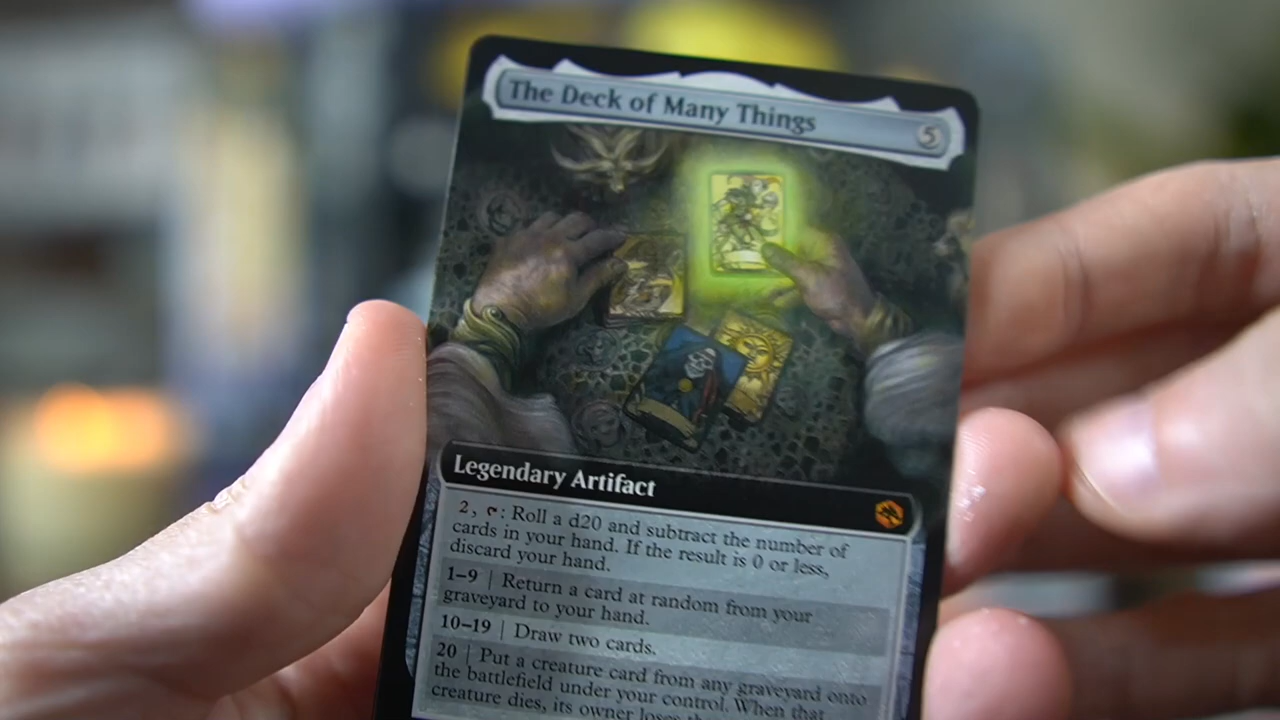 The Deck of Many Things 5
Legendary Artifact
2, : Roll a d20 and subtract the number of
cards in your hand. If the result is 0 or less,
discard your hand.
1–9 | Return a card at random from your
graveyard to your hand.
10–19 | Draw two cards.
20 | Put a creature card from any graveyard onto
the battlefield under your control. When that
creature dies, its owner loses